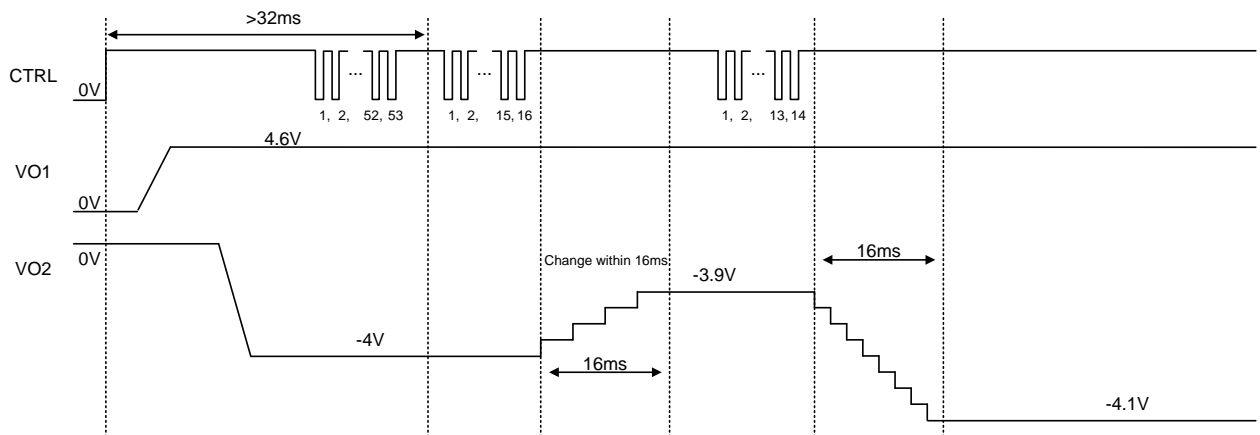 >32ms
CTRL
0V
...
...
...
1, 2, 52, 53
1, 2, 15, 16
1, 2, 13, 14
4.6V
VO1
0V
0V
VO2
Change within 16ms
16ms
-3.9V
-4V
16ms
-4.1V